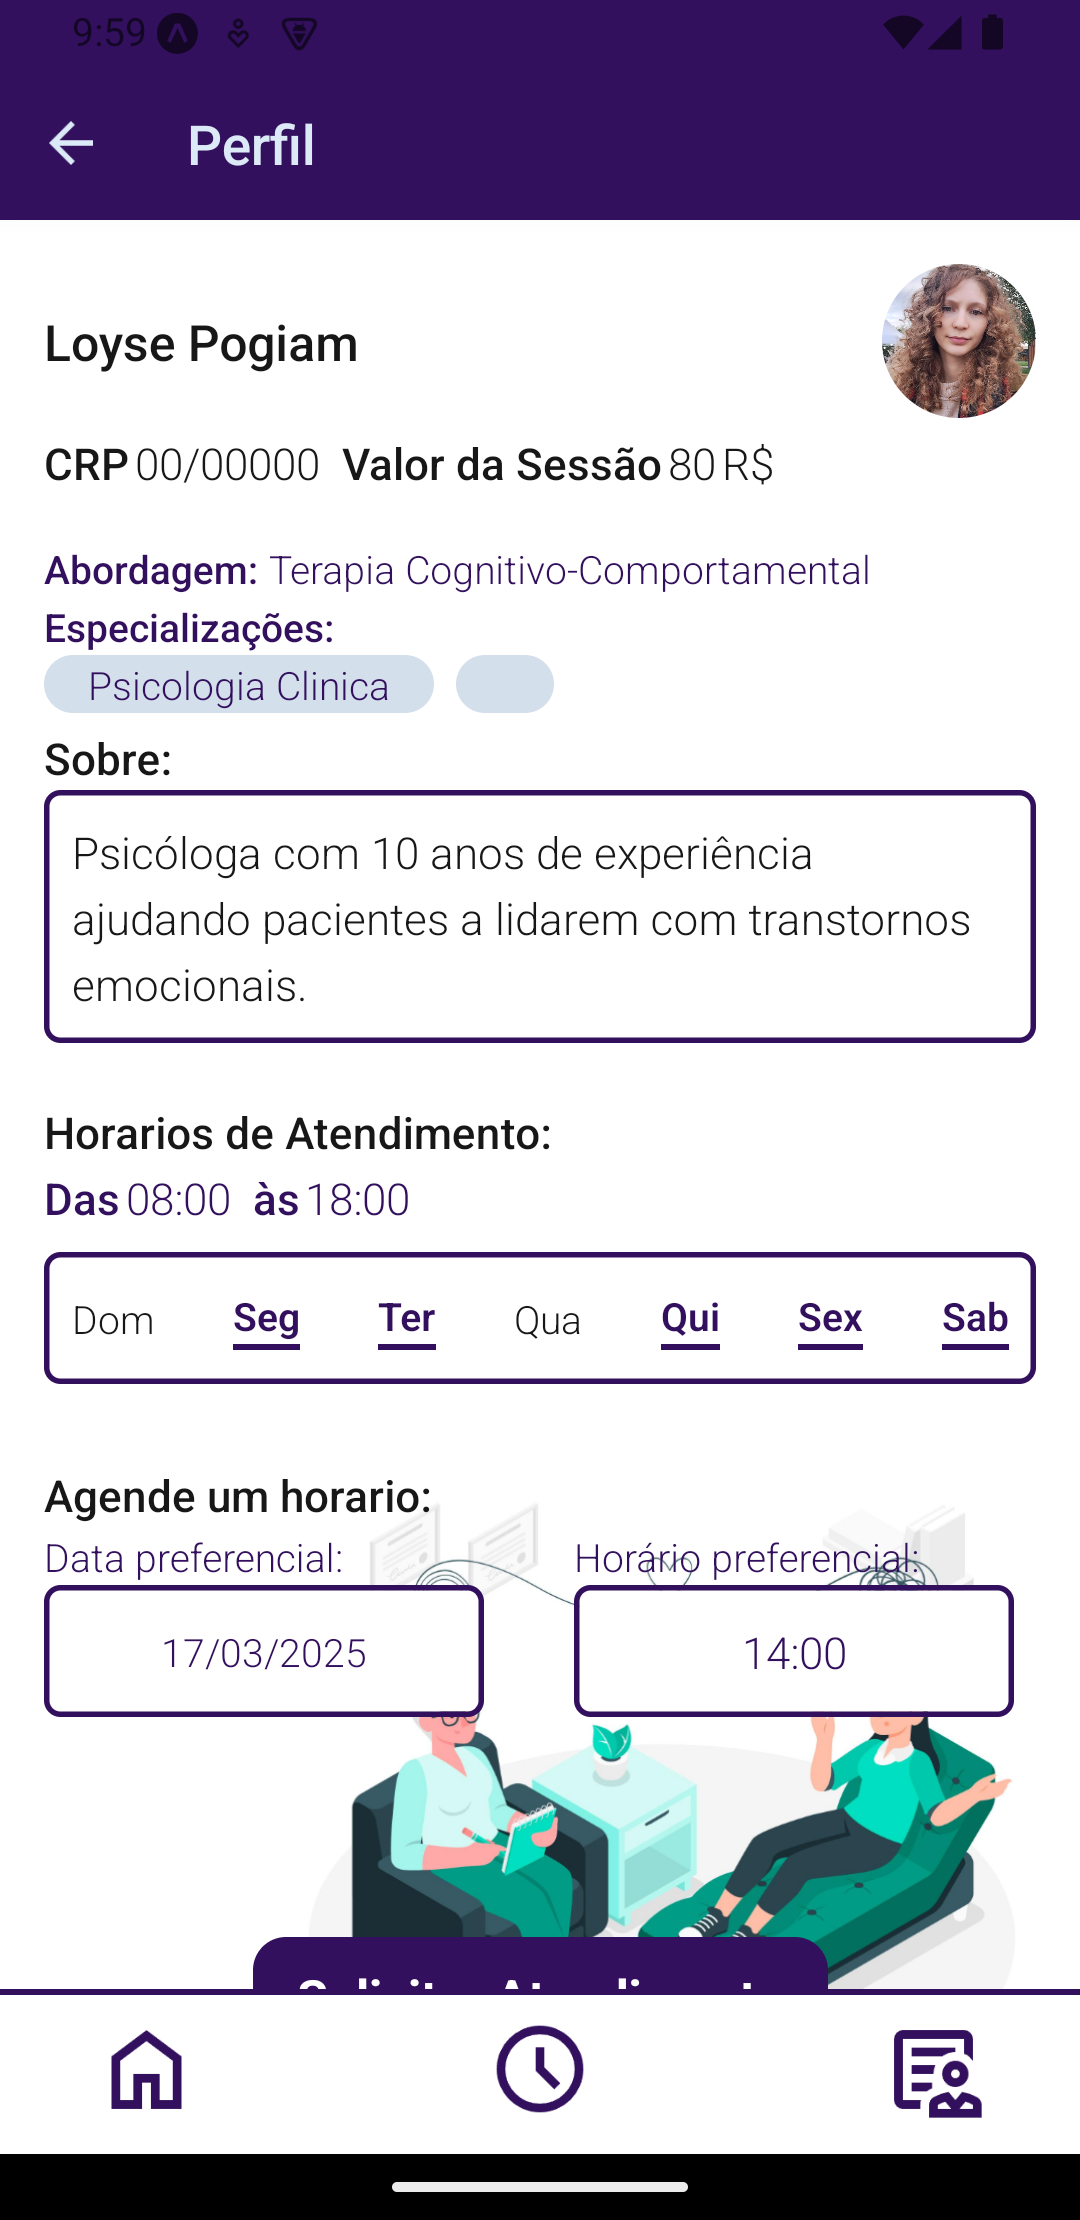 9:59
Perfil
Loyse Pogiam
CRP 00/00000 Valor da Sessão 80 R$
Abordagem: Terapia Cognitivo-Comportamental
Especializações:
Psicologia Clinica
Sobre:
Psicóloga com 10 anos de experiência
ajudando pacientes a lidarem com transtornos
emocionais.
Horarios de Atendimento:
Das 08:00 às 18:00
Dom Seg Ter Qua Qui Sex Sab
Agende um horario:
Data preferencial: Horário preferencial:
17/03/2025 14:00